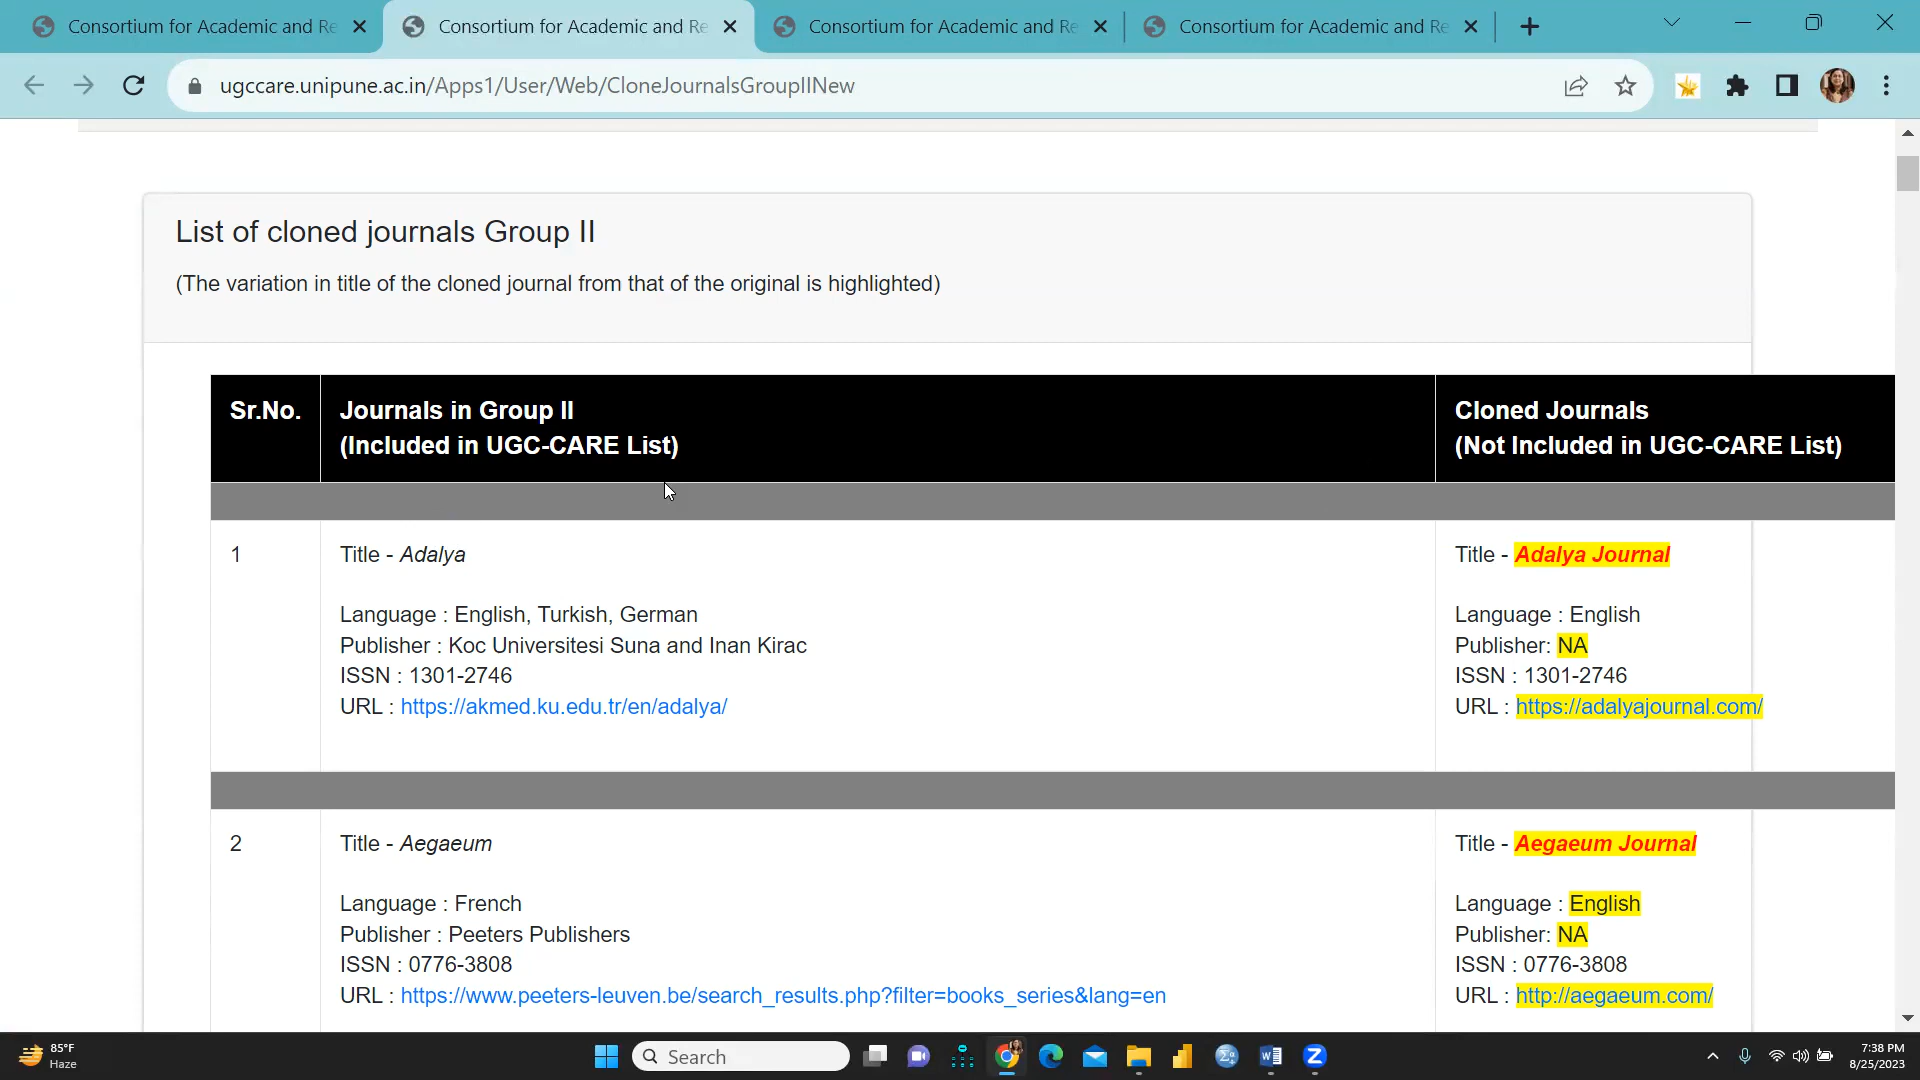 Consortium for Academic and Re
Consortium for Academic and Re
Consortium for Academic and Re
Consortium for Academic and Re
ugccare.unipune.ac.in/Apps1/User/Web/CloneJournalsGroupIINew
List of cloned journals Group II
(The variation in title of the cloned journal from that of the original is highlighted)
Sr.No.
Journals in Group II
(Included in UGC-CARE List)
Cloned Journals
(Not Included in UGC-CARE List)
1
Title - Adalya
Language : English, Turkish, German
Publisher : Koc Universitesi Suna and Inan Kirac
ISSN : 1301-2746
URL : https://akmed.ku.edu.tr/en/adalya/
Title - Adalya Journal
Language : English
Publisher: NA
ISSN : 1301-2746
URL : https://adalyajournal.com/
2
Title - Aegaeum
Language : French
Publisher : Peeters Publishers
ISSN : 0776-3808
URL : https://www.peeters-leuven.be/search_results.php?filter=books_series&lang=en
Title - Aegaeum Journal
Language : English
Publisher: NA
ISSN : 0776-3808
URL : http://aegaeum.com/
85°F
Haze
Search
7:38 PM
8/25/2023